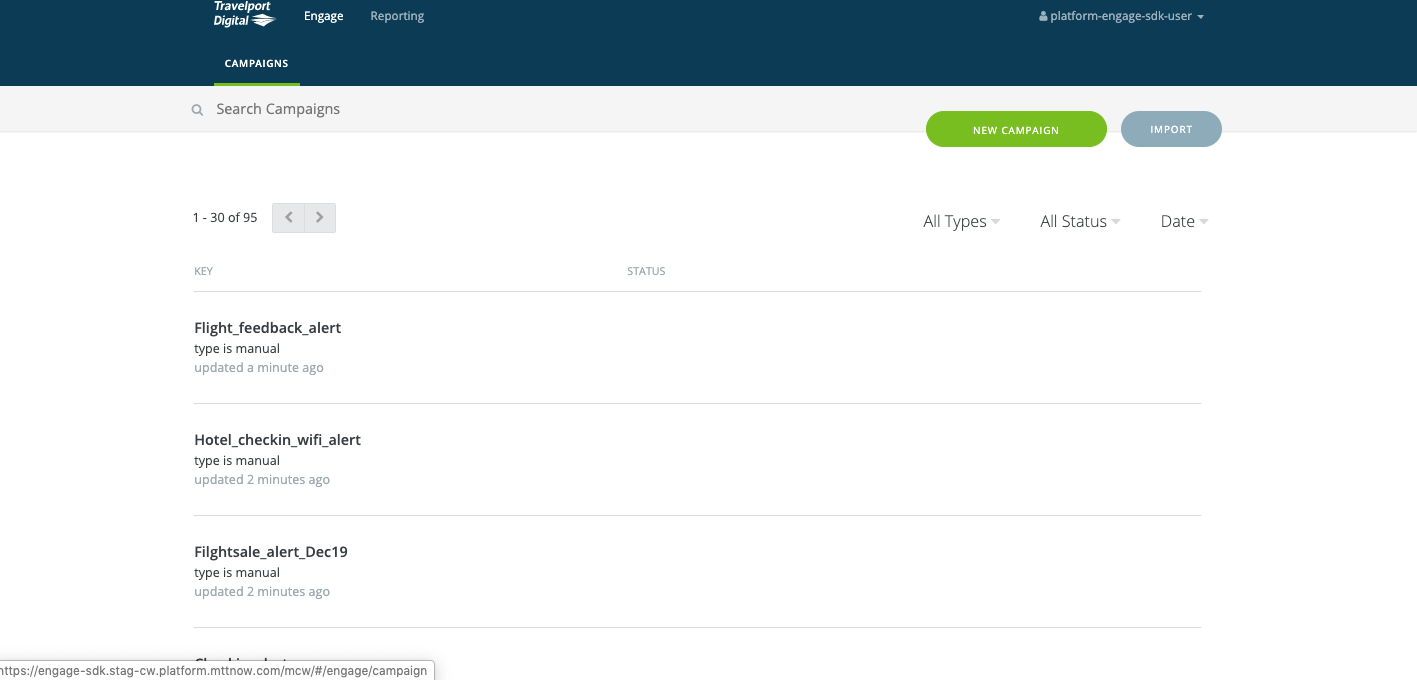 Travelport
Digital
Engage
Reporting
platform-engage-sdk-user
CAMPAIGNS
Search Campaigns
NEW CAMPAIGN
IMPORT
1 - 30 of 95
All Types
All Status
Date
KEY
STATUS
Flight_feedback_alert
type is manual
updated a minute ago
Hotel_checkin_wifi_alert
type is manual
updated 2 minutes ago
Filghtsale_alert_Dec19
type is manual
updated 2 minutes ago
https://engage-sdk.stag-cw.platform.mttnow.com/mcw/#/engage/campaign